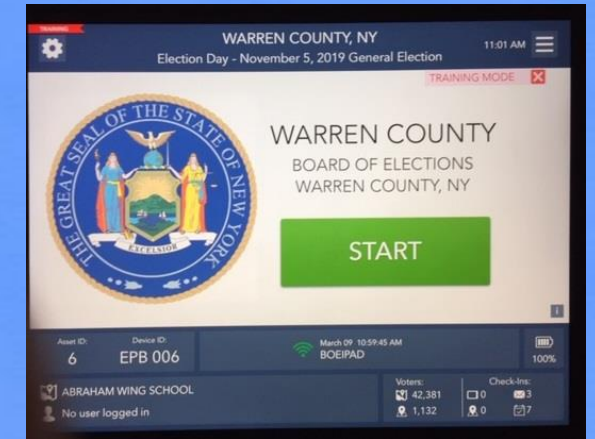 TRAINING
WARREN COUNTY, NY
Election Day - November 5, 2019 General Election
11:01 AM
TRAINING MODE
THE GREAT SEAL OF THE STATE OF NEW YORK
EXCELSIOR
WARREN COUNTY
BOARD OF ELECTIONS
WARREN COUNTY, NY
START
i
Asset ID:
6
Device ID:
EPB 006
March 09 10:59:45 AM
BOEIPAD
100%
ABRAHAM WING SCHOOL
No user logged in
Voters:
42,381
1,132
Check-Ins:
0 3
0 7